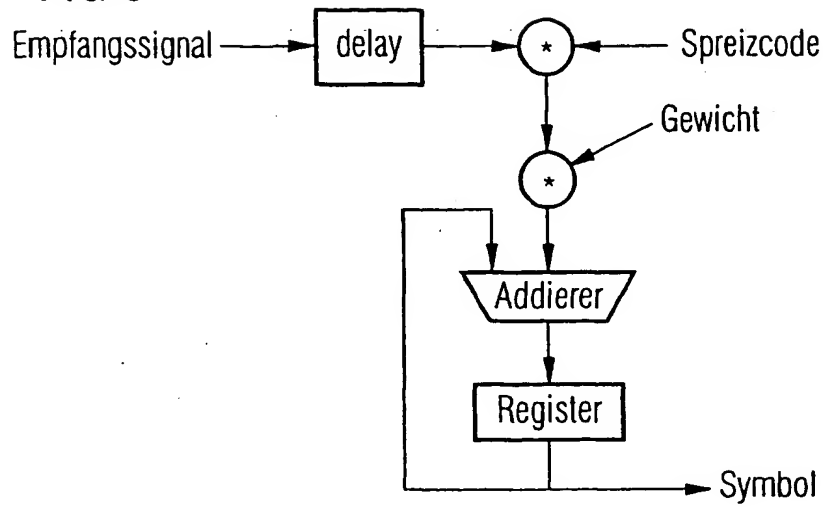 Empfangssignal
delay
*
Spreizcode
Gewicht
*
Addierer
Register
Symbol